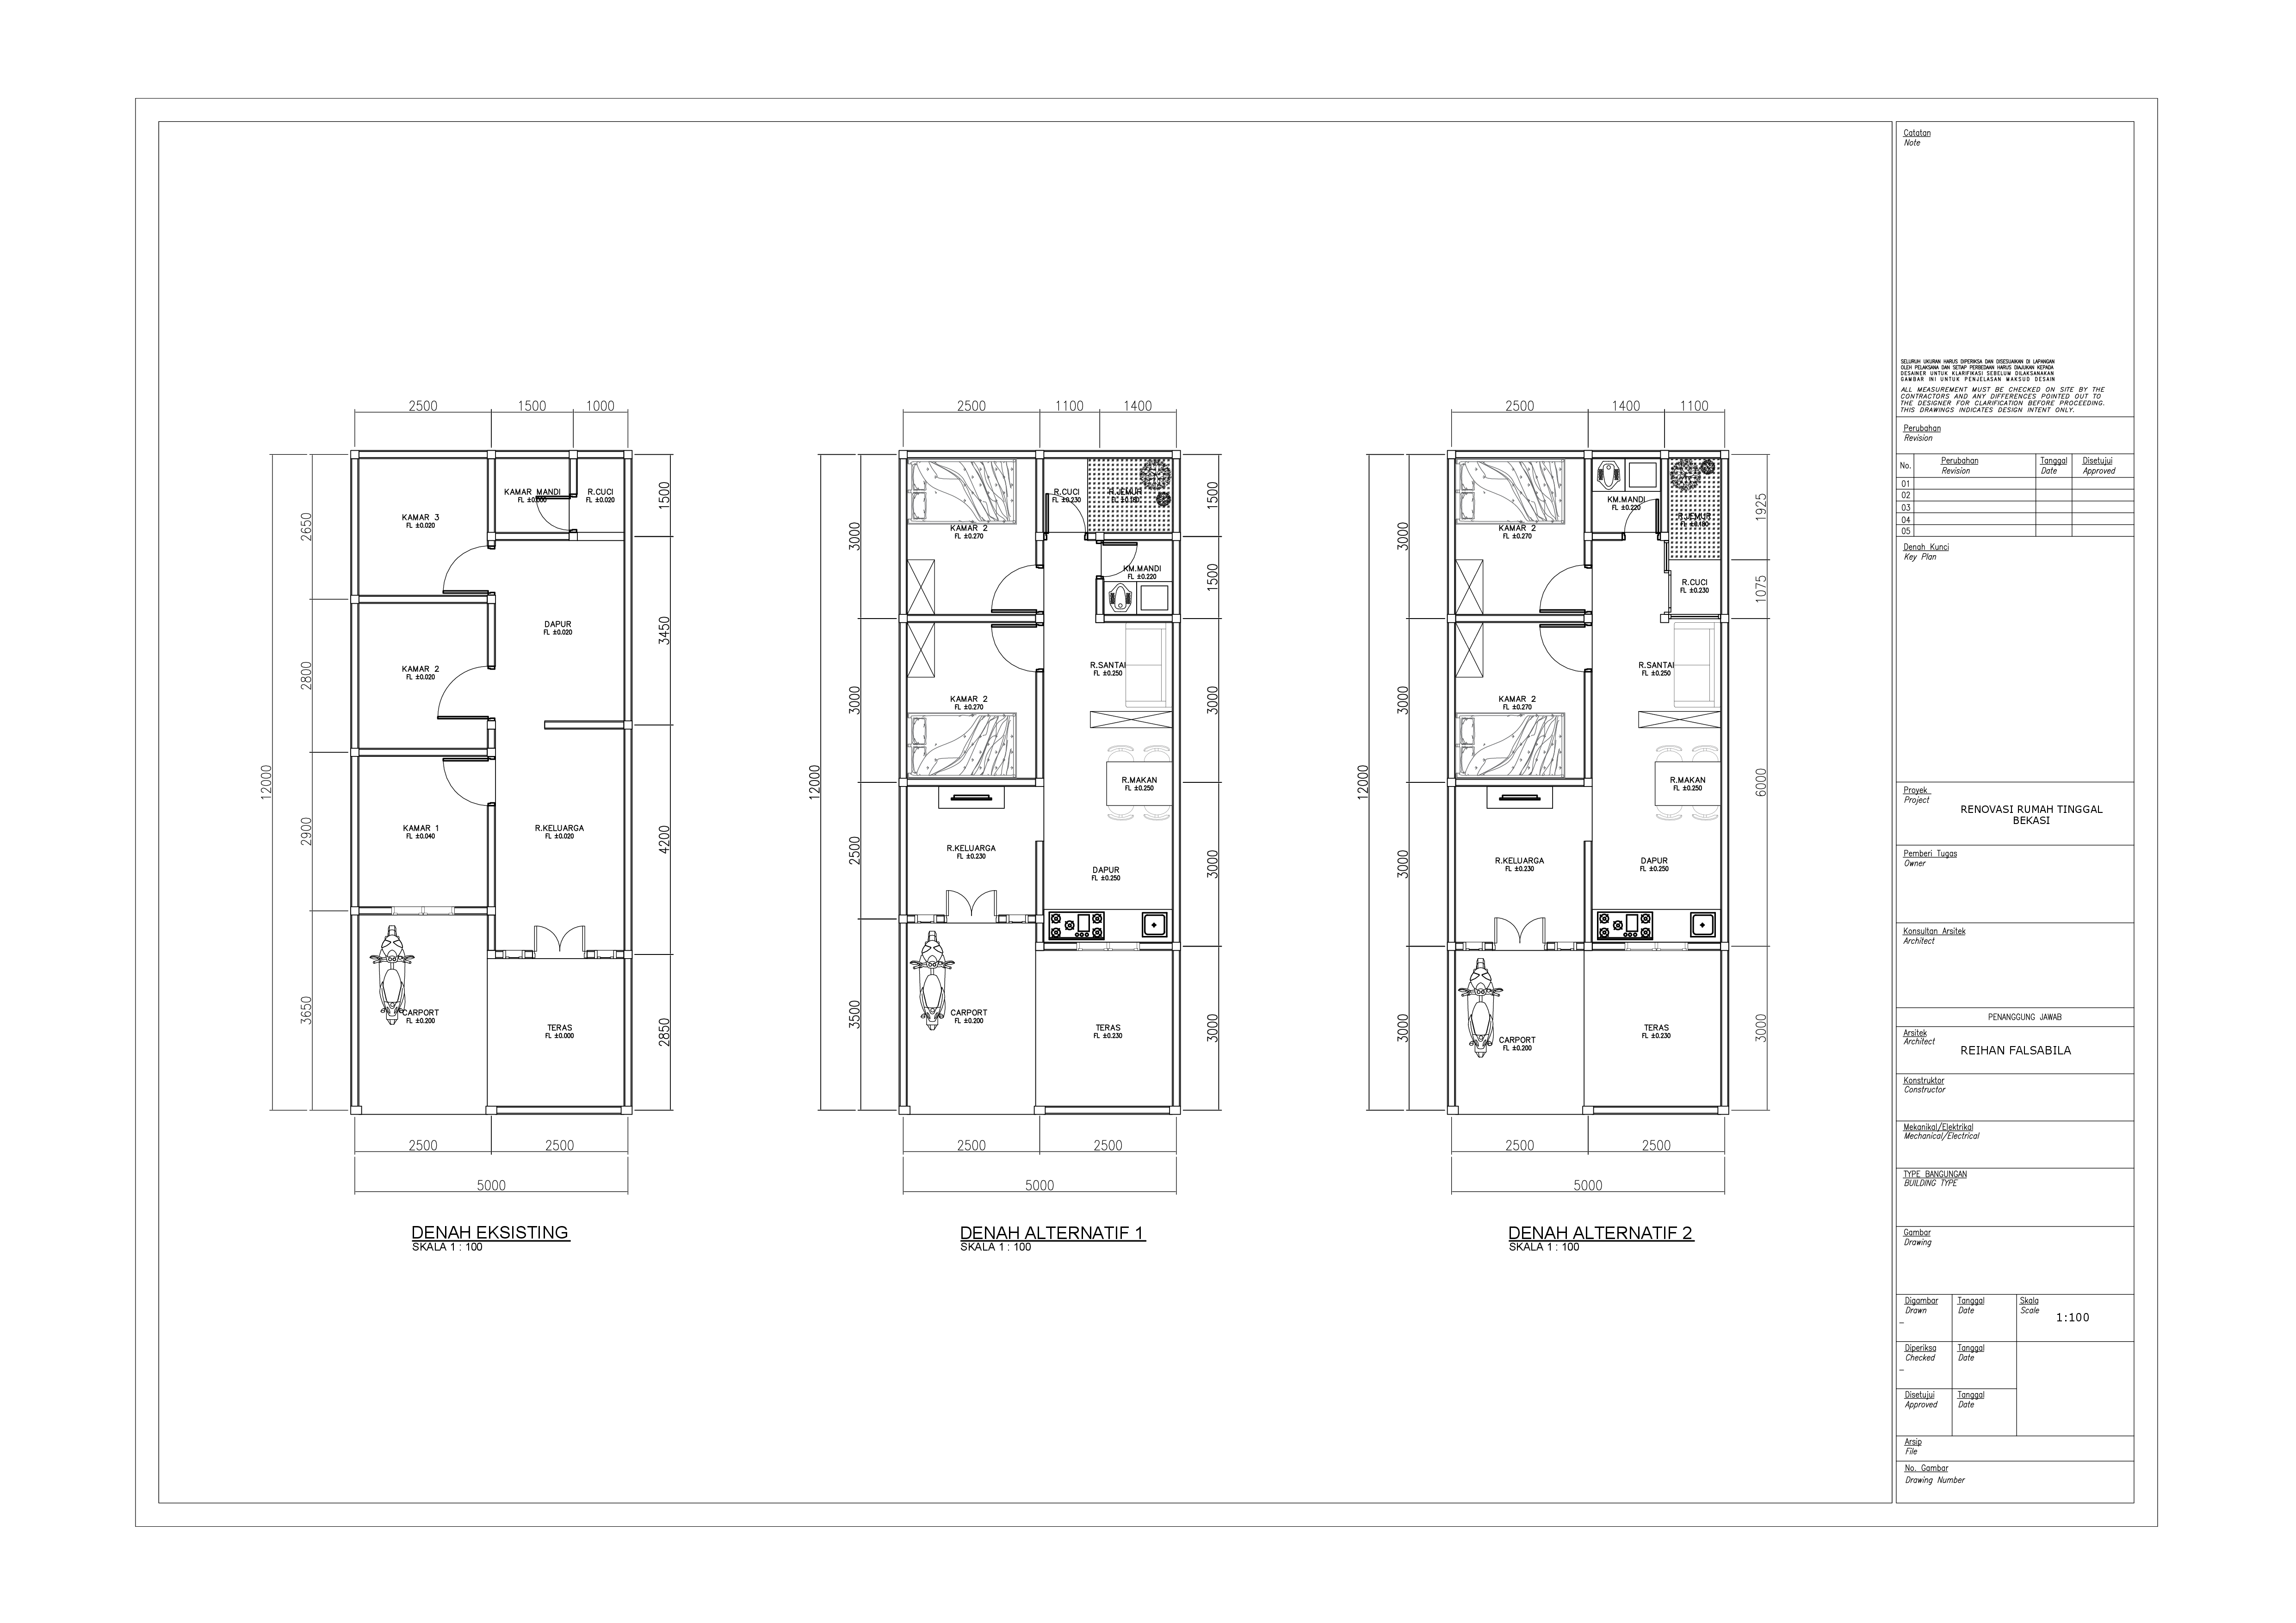 2500
1500
1000
2650
2800
2900
3650
12000
1500
3450
4200
2850
KAMAR 3
FL ±0.020
KAMAR MANDI
R.CUCI
FL ±0.020
DAPUR
FL ±0.020
KAMAR 2
FL ±0.020
KAMAR 1
FL ±0.040
R.KELUARGA
FL ±0.020
CARPORT
FL ±0.200
TERAS
FL ±0.000
2500
2500
5000
DENAH EKSISTING
SKALA 1 : 100
2500
1100
1400
3000
3000
2500
3500
12000
1500
1500
3000
3000
3000
R.CUCI
FL ±0.230
R.JEMUR
FL ±0.180
KAMAR 2
FL ±0.270
KM.MANDI
FL ±0.220
R.SANTAI
FL ±0.250
KAMAR 2
FL ±0.270
R.MAKAN
FL ±0.250
R.KELUARGA
FL ±0.230
DAPUR
FL ±0.250
CARPORT
FL ±0.200
TERAS
FL ±0.230
2500
2500
5000
DENAH ALTERNATIF 1
SKALA 1 : 100
2500
1400
1100
3000
3000
3000
3000
12000
1925
1075
6000
3000
KM.MANDI
FL ±0.220
R.JEMUR
FL ±0.180
KAMAR 2
FL ±0.270
R.CUCI
FL ±0.230
R.SANTAI
FL ±0.250
KAMAR 2
FL ±0.270
R.MAKAN
FL ±0.250
R.KELUARGA
FL ±0.230
DAPUR
FL ±0.250
CARPORT
FL ±0.200
TERAS
FL ±0.230
2500
2500
5000
DENAH ALTERNATIF 2
SKALA 1 : 100
Catatan
Note
SELURUH UKURAN HARUS DIPERIKSA DAN DISESUAIKAN DI LAPANGAN
OLEH PELAKSANA DAN SETIAP PERBEDAAN HARUS DIAJUKAN KEPADA
DESAINER UNTUK KLARIFIKASI SEBELUM DILAKSANAKAN
GAMBAR INI UNTUK PENJELASAN MAKSUD DESAIN
ALL MEASUREMENT MUST BE CHECKED ON SITE BY THE
CONTRACTORS AND ANY DIFFERENCES POINTED OUT TO
THE DESIGNER FOR CLARIFICATION BEFORE PROCEEDING.
THIS DRAWINGS INDICATES DESIGN INTENT ONLY.
Perubahan
Revision
No. Perubahan Tanggal Disetujui
Revision Date Approved
01
02
03
04
05
Denah Kunci
Key Plan
Proyek
Project
RENOVASI RUMAH TINGGAL
BEKASI
Pemberi Tugas
Owner
Konsultan Arsitek
Architect
PENANGGUNG JAWAB
Arsitek
Architect
REIHAN FALSABILA
Konstruktor
Constructor
Mekanikal/Elektrikal
Mechanical/Electrical
TYPE BANGUNGAN
BUILDING TYPE
Gambar
Drawing
Digambar Tanggal Skala
Drawn Date Scale
1:100
–
Diperiksa Tanggal
Checked Date
–
Disetujui Tanggal
Approved Date
Arsip
File
No. Gambar
Drawing Number